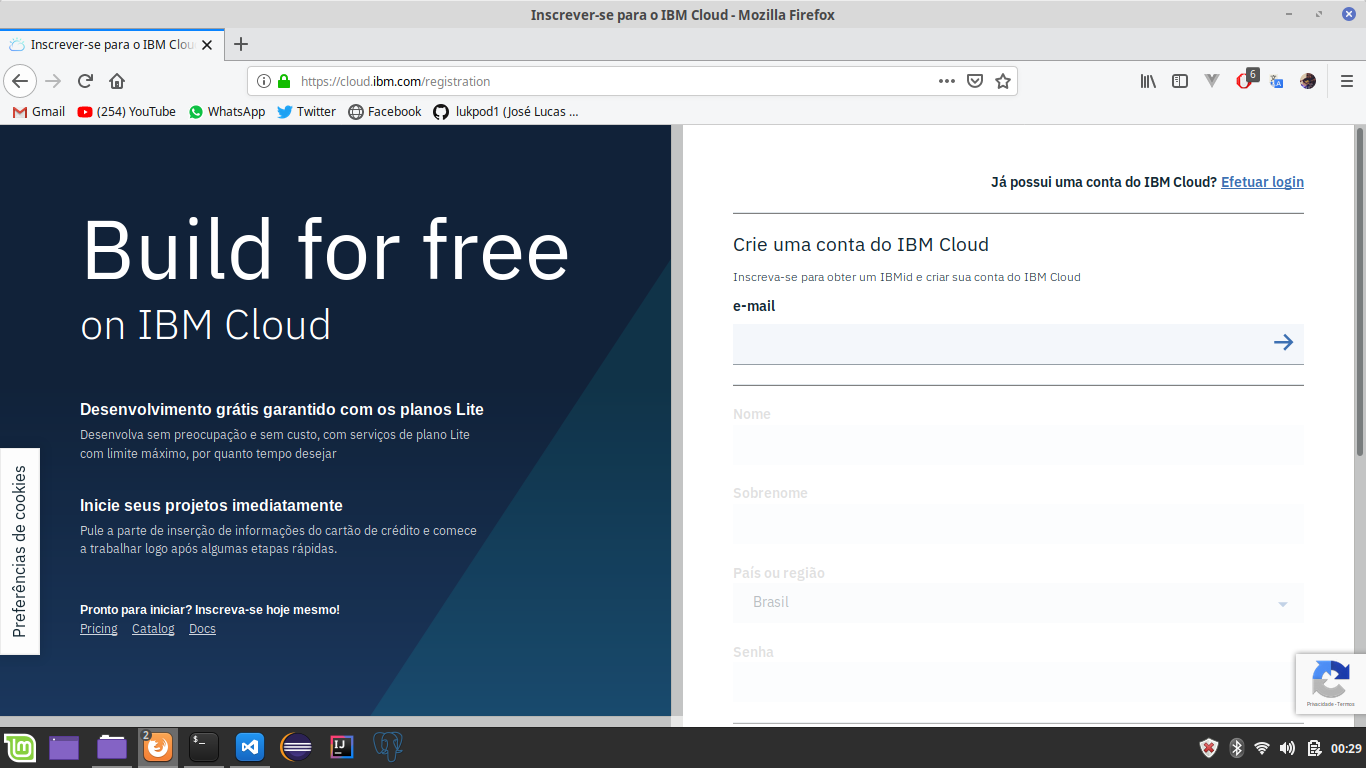 Inscrever-se para o IBM Cloud - Mozilla Firefox
Inscrever-se para o IBM Clou
https://cloud.ibm.com/registration
6
Gmail
(254) YouTube
WhatsApp
Twitter
Facebook
lukpod1 (José Lucas ...
Build for free
on IBM Cloud
Desenvolvimento grátis garantido com os planos Lite
Desenvolva sem preocupação e sem custo, com serviços de plano Lite
com limite máximo, por quanto tempo desejar
Inicie seus projetos imediatamente
Pule a parte de inserção de informações do cartão de crédito e comece
a trabalhar logo após algumas etapas rápidas.
Pronto para iniciar? Inscreva-se hoje mesmo!
Pricing Catalog Docs
Preferências de cookies
Já possui uma conta do IBM Cloud? Efetuar login
Crie uma conta do IBM Cloud
Inscreva-se para obter um IBMid e criar sua conta do IBM Cloud
e-mail
Nome
Sobrenome
País ou região
Brasil
Senha
Privacidade - Termos
2
$_
IJ
00:29